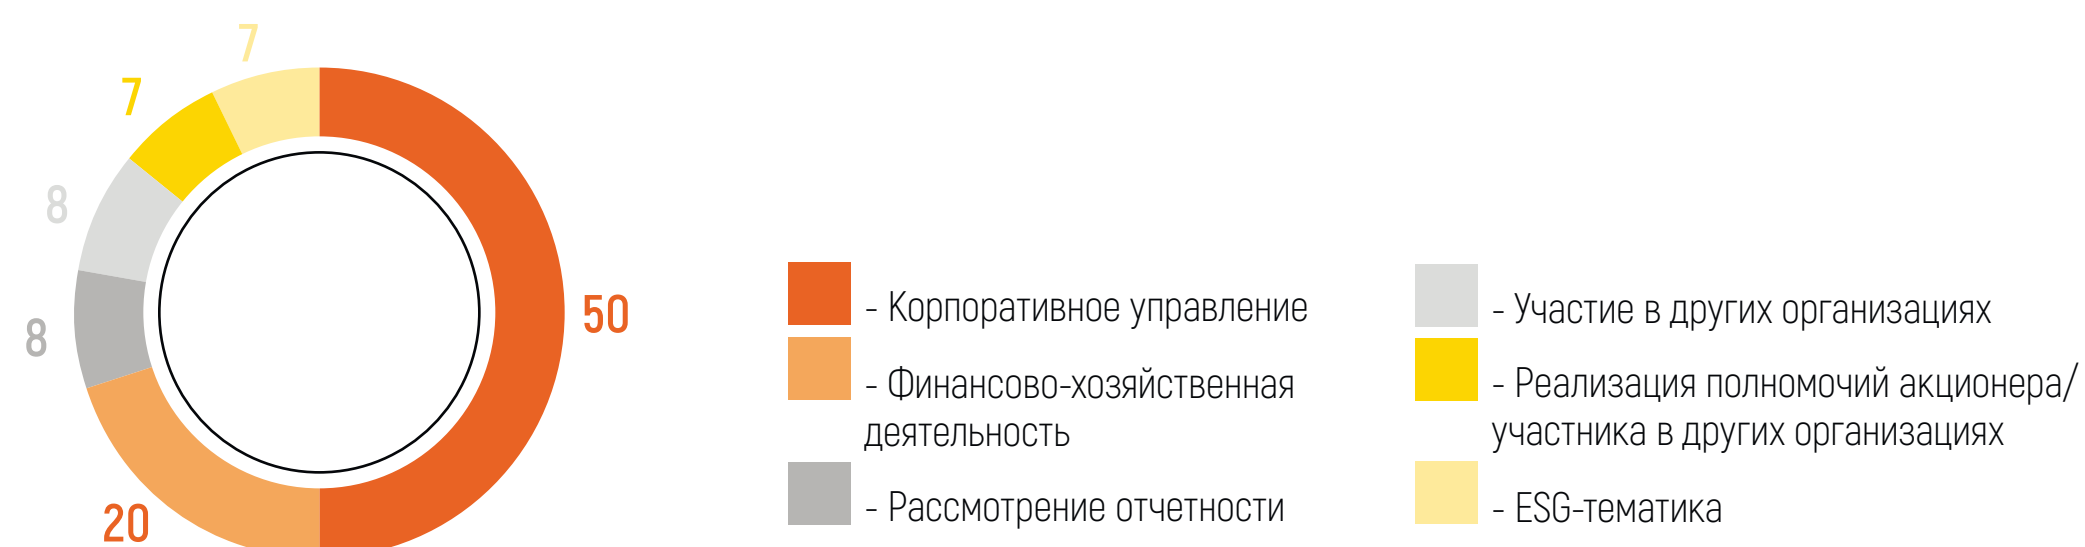 7
7
8
8
50
20
- Корпоративное управление
- Финансово-хозяйственная
деятельность
- Рассмотрение отчетности
- Участие в других организациях
- Реализация полномочий акционера/
участника в других организациях
- ESG-тематика